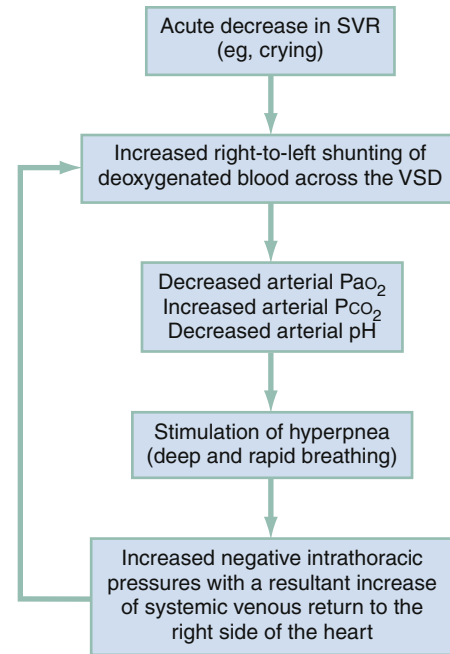 Acute decrease in SVR
(eg, crying)
Increased right-to-left shunting of
deoxygenated blood across the VSD
Decreased arterial PaO₂
Increased arterial PCO₂
Decreased arterial pH
Stimulation of hyperpnea
(deep and rapid breathing)
Increased negative intrathoracic
pressures with a resultant increase
of systemic venous return to the
right side of the heart